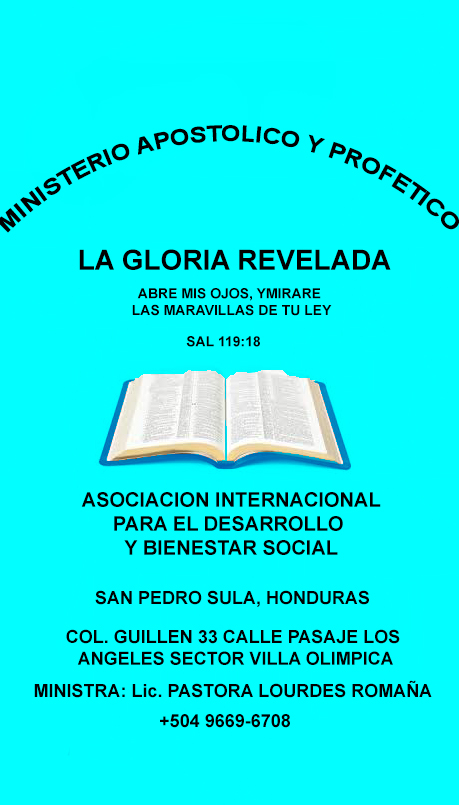 MINISTERIO APOSTOLICO Y PROFETICO
LA GLORIA REVELADA
ABRE MIS OJOS, YMIRARE
LAS MARAVILLAS DE TU LEY
SAL 119:18
ASOCIACION INTERNACIONAL
PARA EL DESARROLLO
Y BIENESTAR SOCIAL
SAN PEDRO SULA, HONDURAS
COL. GUILLEN 33 CALLE PASAJE LOS
ANGELES SECTOR VILLA OLIMPICA
MINISTRA: Lic. PASTORA LOURDES ROMAÑA
+504 9669-6708